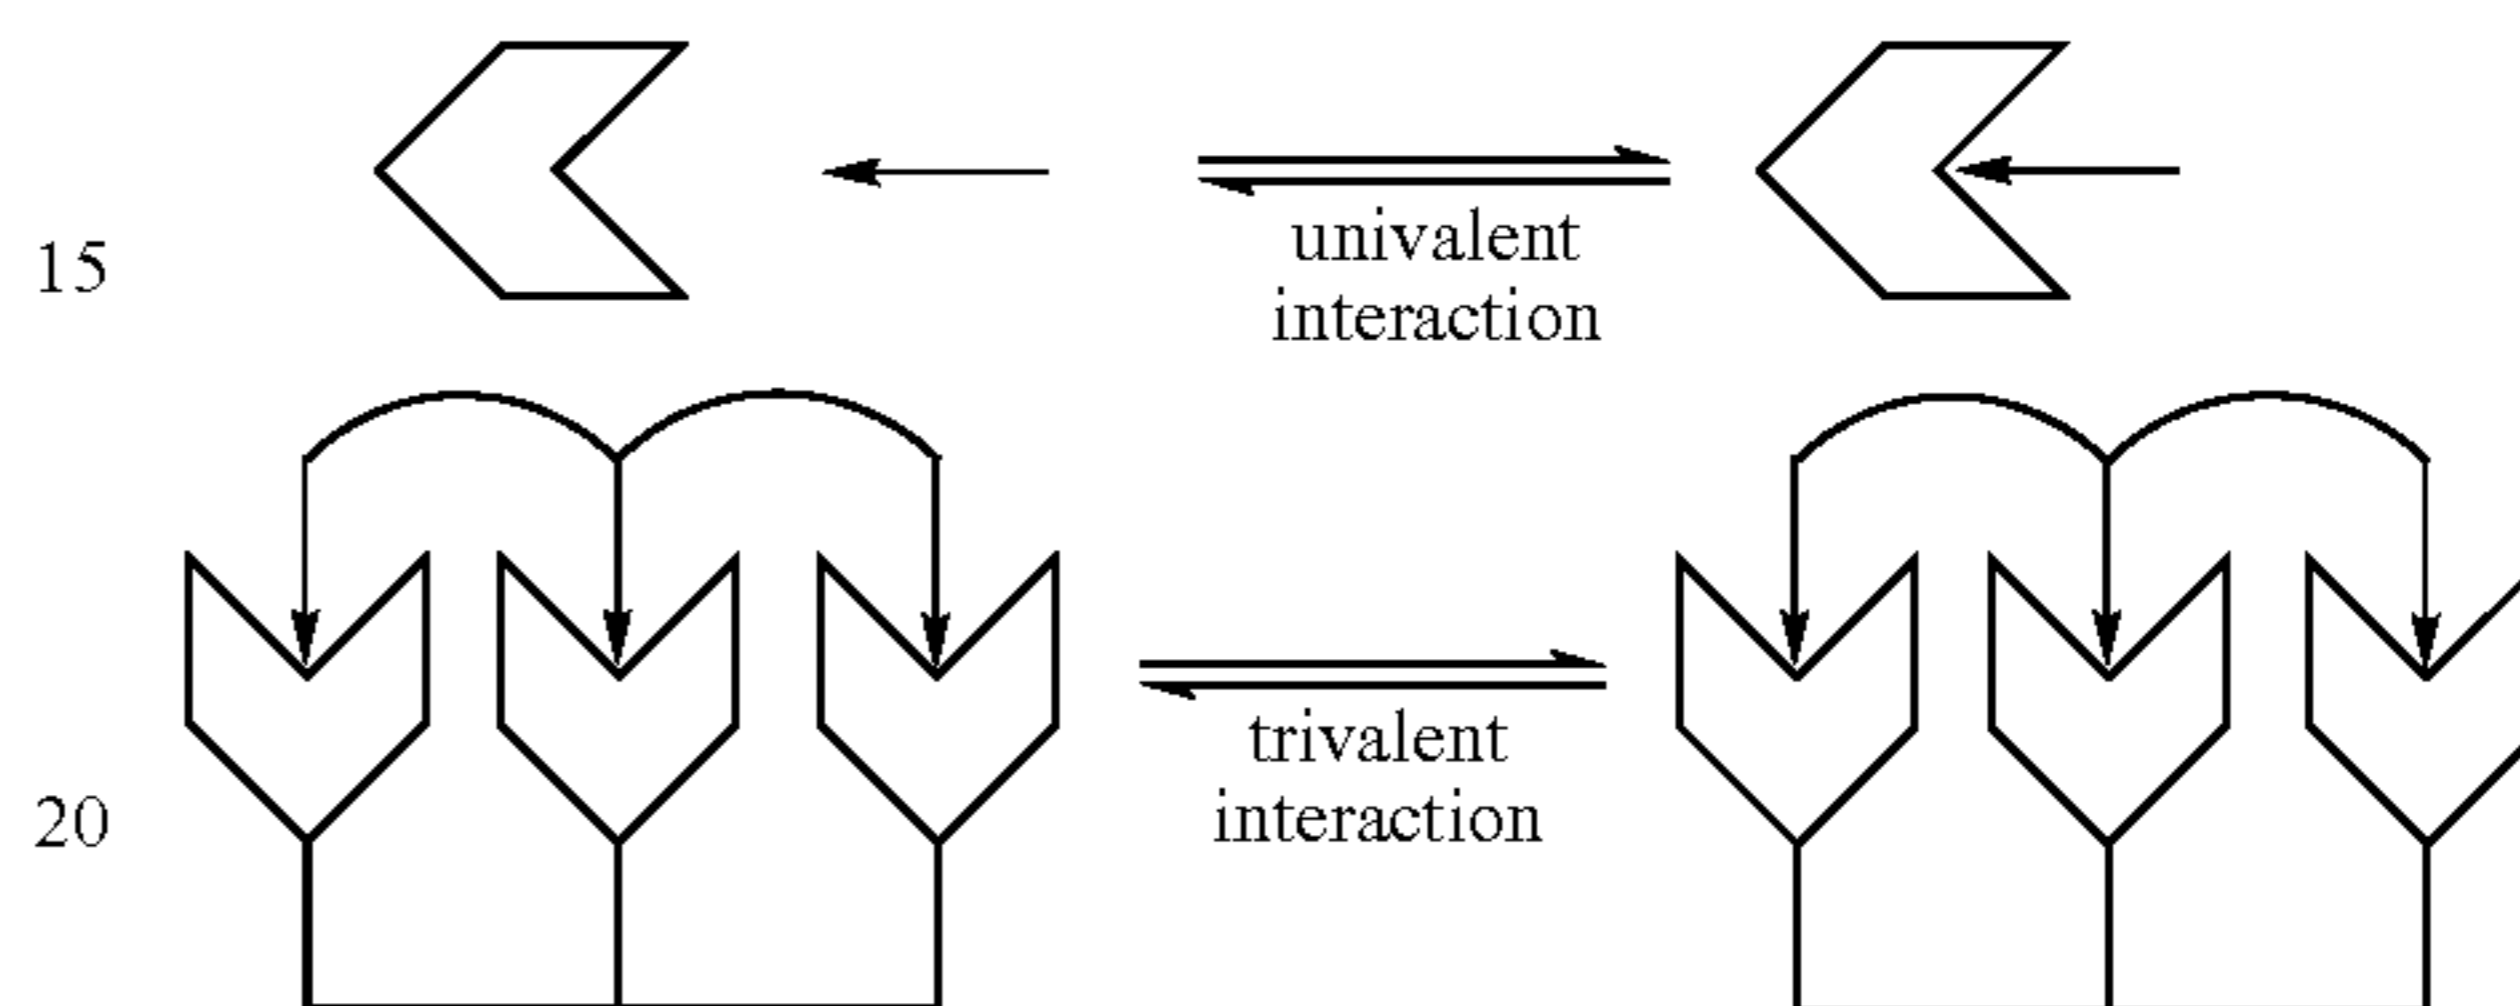 15
univalent
interaction
trivalent
interaction
20